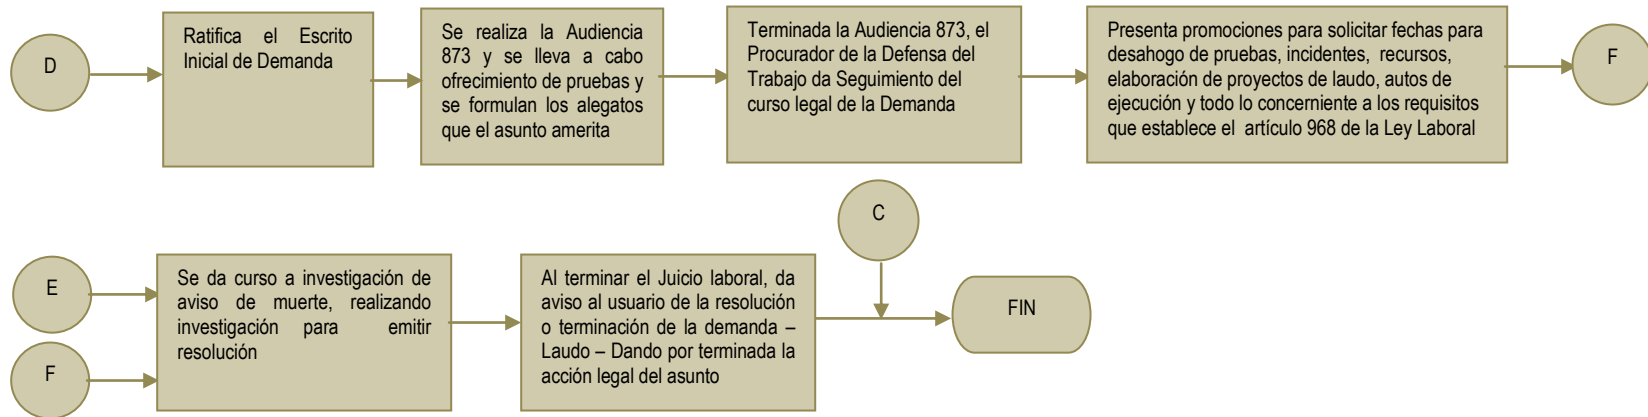 D
Ratifica el Escrito
Inicial de Demanda
Se realiza la Audiencia
873 y se lleva a cabo
ofrecimiento de pruebas y
se formulan los alegatos
que el asunto amerita
Terminada la Audiencia 873, el
Procurador de la Defensa del
Trabajo da Seguimiento del
curso legal de la Demanda
Presenta promociones para solicitar fechas para
desahogo de pruebas, incidentes, recursos,
elaboración de proyectos de laudo, autos de
ejecución y todo lo concerniente a los requisitos
que establece el artículo 968 de la Ley Laboral
F
C
E
F
Se da curso a investigación de
aviso de muerte, realizando
investigación para emitir
resolución
Al terminar el Juicio laboral, da
aviso al usuario de la resolución
o terminación de la demanda –
Laudo – Dando por terminada la
acción legal del asunto
FIN